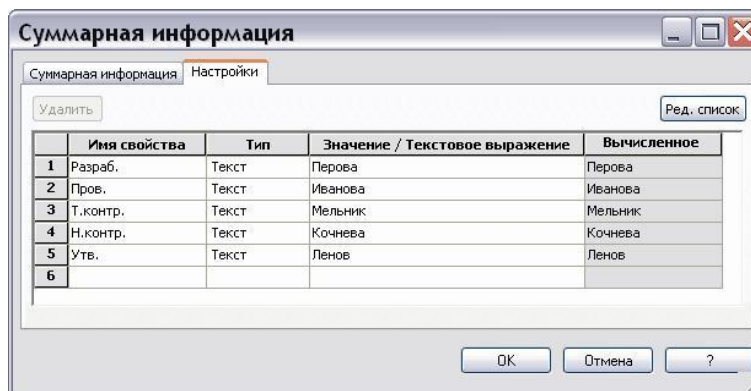 Суммарная информация
Суммарная информация Настройки
Удалить Ред. список
Имя свойства Тип Значение / Текстовое выражение Вычисленное
1 Разраб. Текст Перова Перова
2 Пров. Текст Иванова Иванова
3 Т.контр. Текст Мельник Мельник
4 Н.контр. Текст Кочнева Кочнева
5 Утв. Текст Ленов Ленов
6
OK Отмена ?